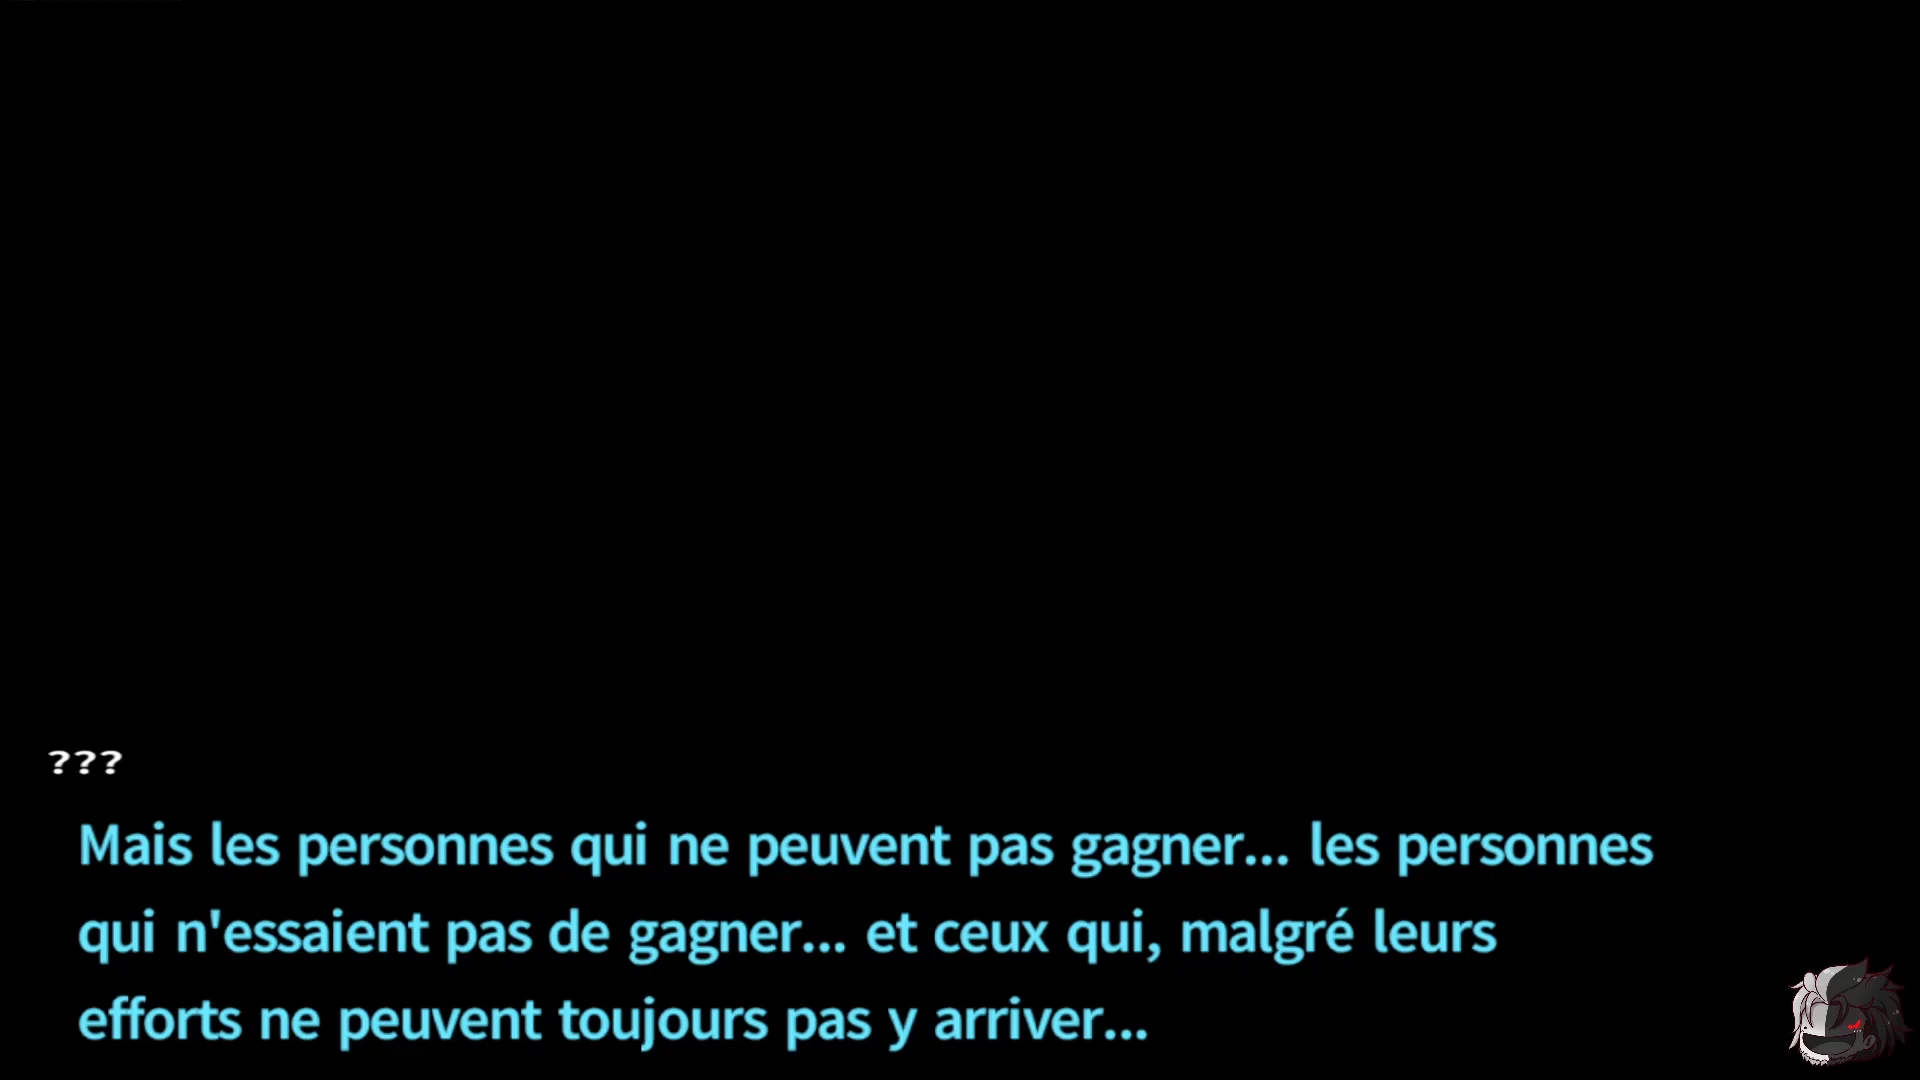 ???
Mais les personnes qui ne peuvent pas gagner... les personnes
qui n'essaient pas de gagner... et ceux qui, malgré leurs
efforts ne peuvent toujours pas y arriver...